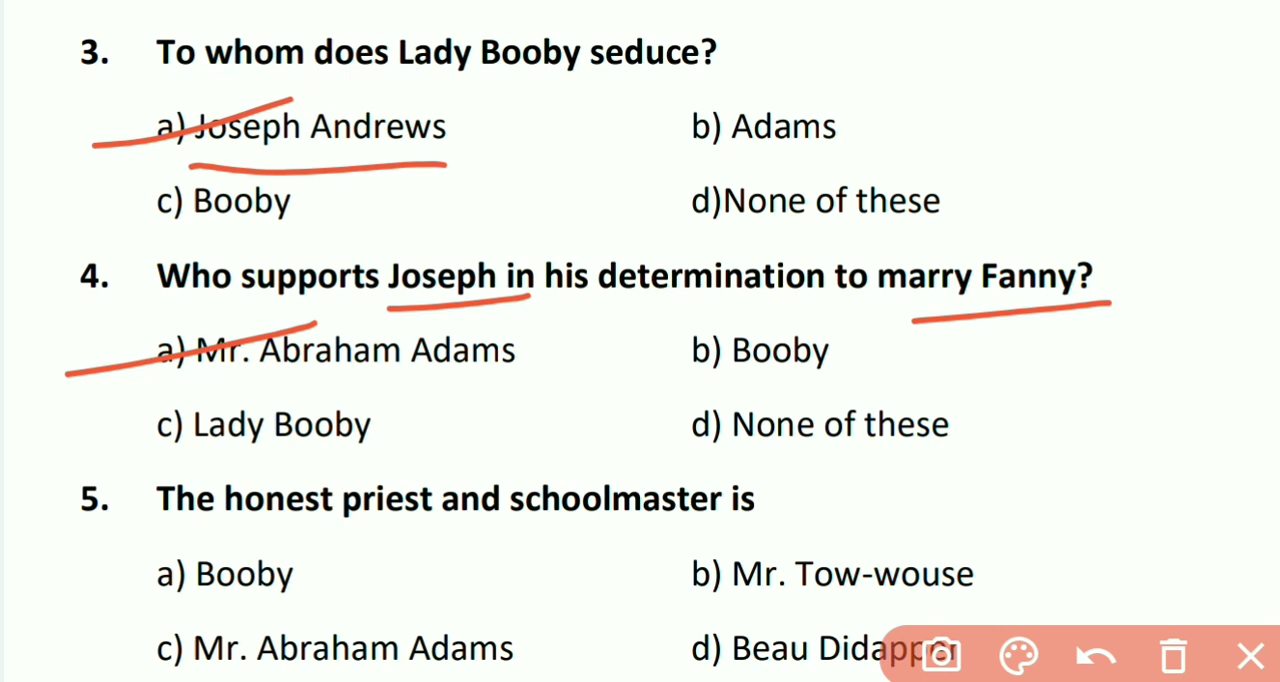 3. To whom does Lady Booby seduce?
a) Joseph Andrews b) Adams
c) Booby d)None of these
4. Who supports Joseph in his determination to marry Fanny?
a) Mr. Abraham Adams b) Booby
c) Lady Booby d) None of these
5. The honest priest and schoolmaster is
a) Booby b) Mr. Tow-wouse
c) Mr. Abraham Adams d) Beau Didapper